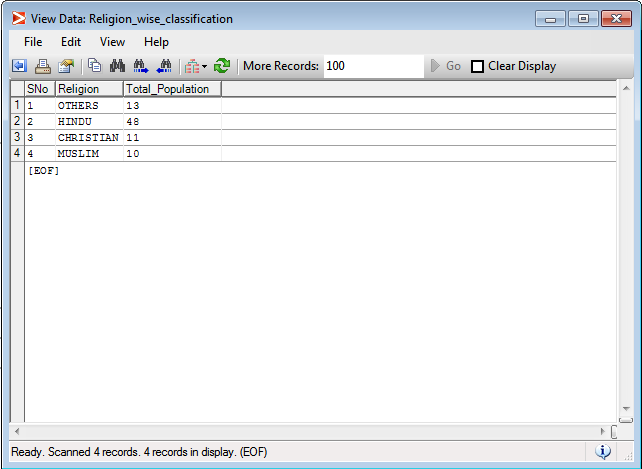 View Data: Religion_wise_classification
File Edit View Help
More Records: 100 Go Clear Display
SNo Religion Total_Population
1 1 OTHERS 13
2 2 HINDU 48
3 3 CHRISTIAN 11
4 4 MUSLIM 10
[EOF]
Ready. Scanned 4 records. 4 records in display. (EOF)